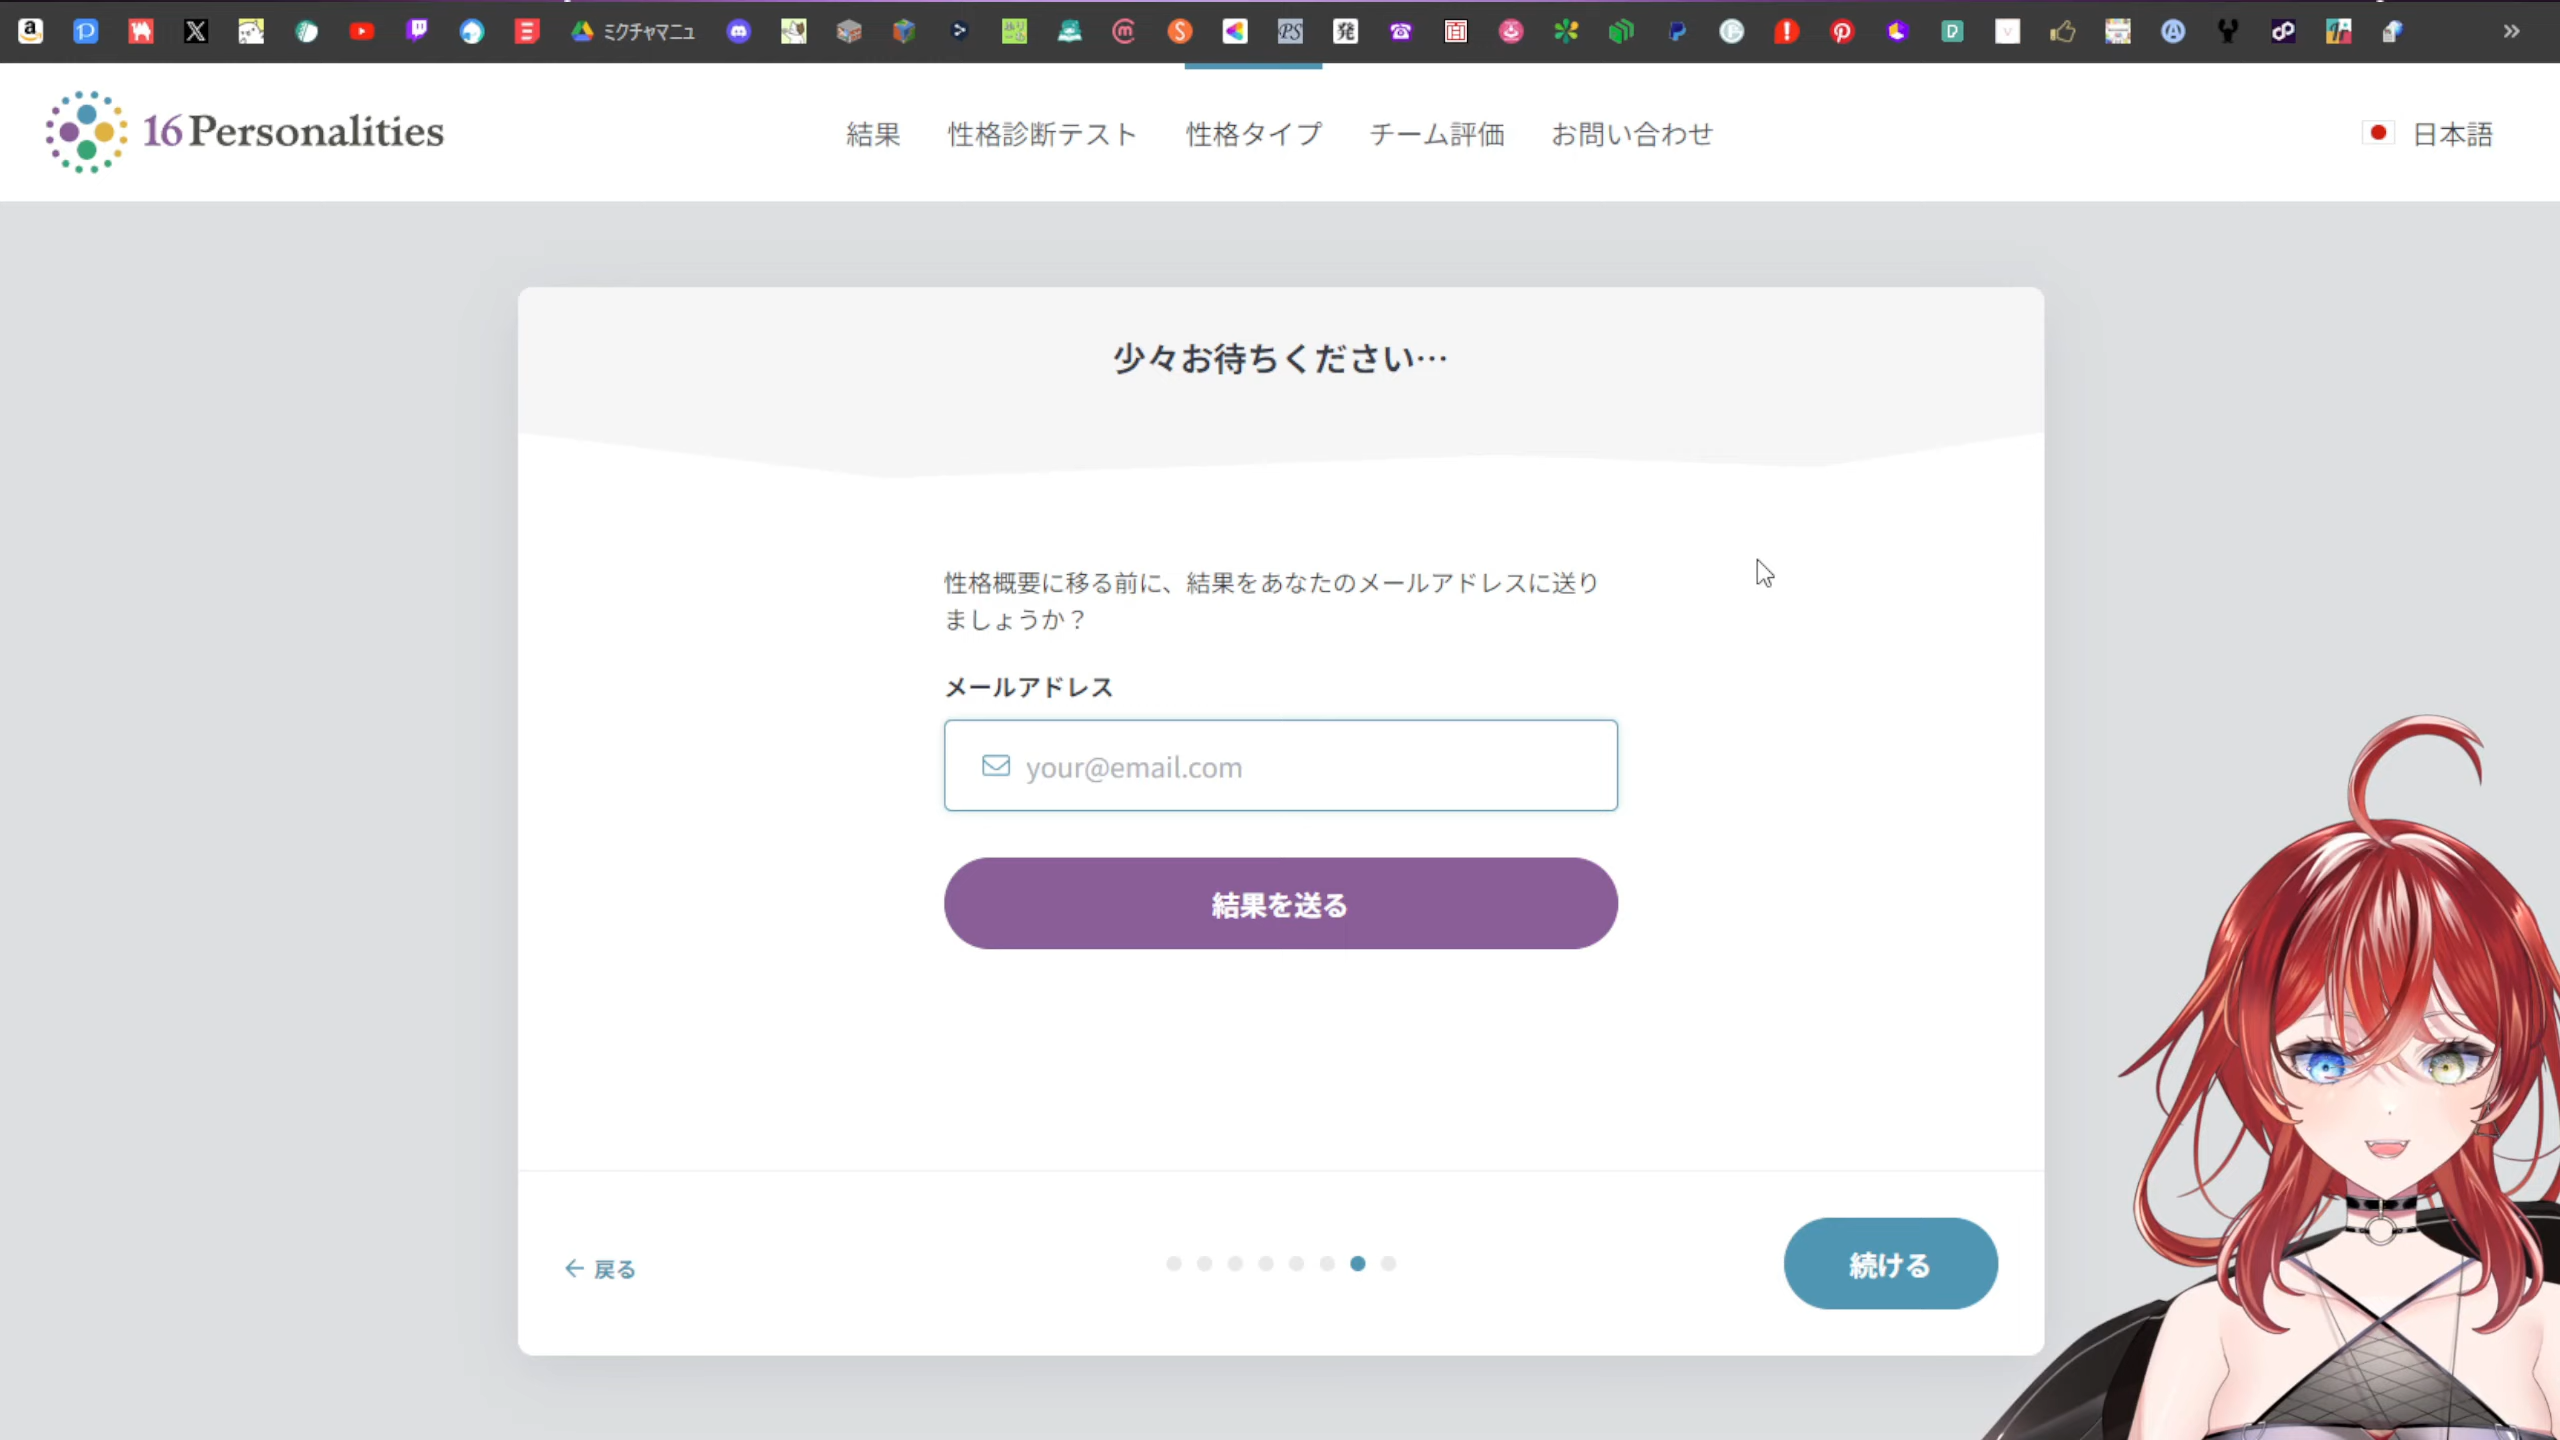 ミクチャマニュ
16Personalities
結果 性格診断テスト 性格タイプ チーム評価 お問い合わせ 日本語
少々お待ちください…
性格概要に移る前に、結果をあなたのメールアドレスに送り
ましょうか？
メールアドレス
your@email.com
結果を送る
← 戻る
続ける